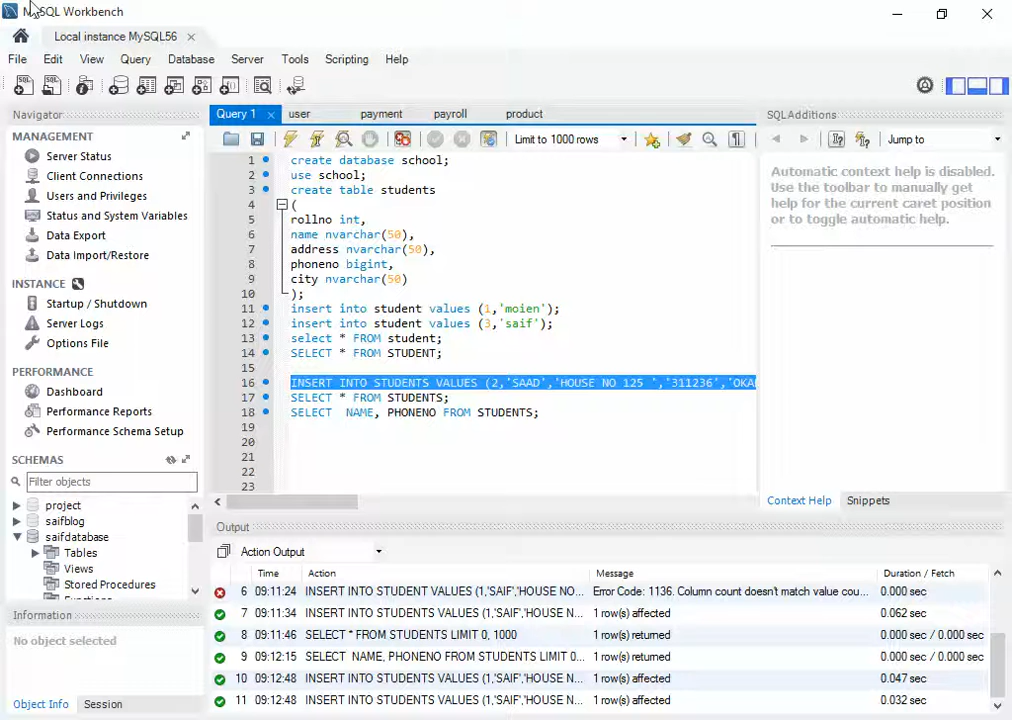 MySQL Workbench
Local instance MySQL56
File Edit View Query Database Server Tools Scripting Help
Navigator
MANAGEMENT
Server Status
Client Connections
Users and Privileges
Status and System Variables
Data Export
Data Import/Restore
INSTANCE
Startup / Shutdown
Server Logs
Options File
PERFORMANCE
Dashboard
Performance Reports
Performance Schema Setup
SCHEMAS
Filter objects
project
saifblog
saifdatabase
Tables
Views
Stored Procedures
Information
No object selected
Object Info Session
Query 1 user payment payroll product
Limit to 1000 rows
1 create database school;
2 use school;
3 create table students
4 (
5 rollno int,
6 name nvarchar(50),
7 address nvarchar(50),
8 phoneno bigint,
9 city nvarchar(50)
10 );
11 insert into student values (1,'moien');
12 insert into student values (3,'saif');
13 select * FROM student;
14 SELECT * FROM STUDENT;
15
16 INSERT INTO STUDENTS VALUES (2,'SAAD','HOUSE NO 125 ','311236','OKA
17 SELECT * FROM STUDENTS;
18 SELECT  NAME, PHONENO FROM STUDENTS;
19
20
21
22
23
SQLAdditions
Jump to
Automatic context help is disabled.
Use the toolbar to manually get
help for the current caret position
or to toggle automatic help.
Context Help Snippets
Output
Action Output
Time Action Message Duration / Fetch
6 09:11:24 INSERT INTO STUDENT VALUES (1,'SAIF','HOUSE NO... Error Code: 1136. Column count doesn't match value cou... 0.000 sec
7 09:11:34 INSERT INTO STUDENTS VALUES (1,'SAIF','HOUSE N... 1 row(s) affected 0.062 sec
8 09:11:46 SELECT * FROM STUDENTS LIMIT 0, 1000 1 row(s) returned 0.000 sec / 0.000 sec
9 09:12:15 SELECT  NAME, PHONENO FROM STUDENTS LIMIT 0... 1 row(s) returned 0.000 sec / 0.000 sec
10 09:12:48 INSERT INTO STUDENTS VALUES (1,'SAIF','HOUSE N... 1 row(s) affected 0.047 sec
11 09:12:48 INSERT INTO STUDENTS VALUES (1,'SAIF','HOUSE N... 1 row(s) affected 0.032 sec